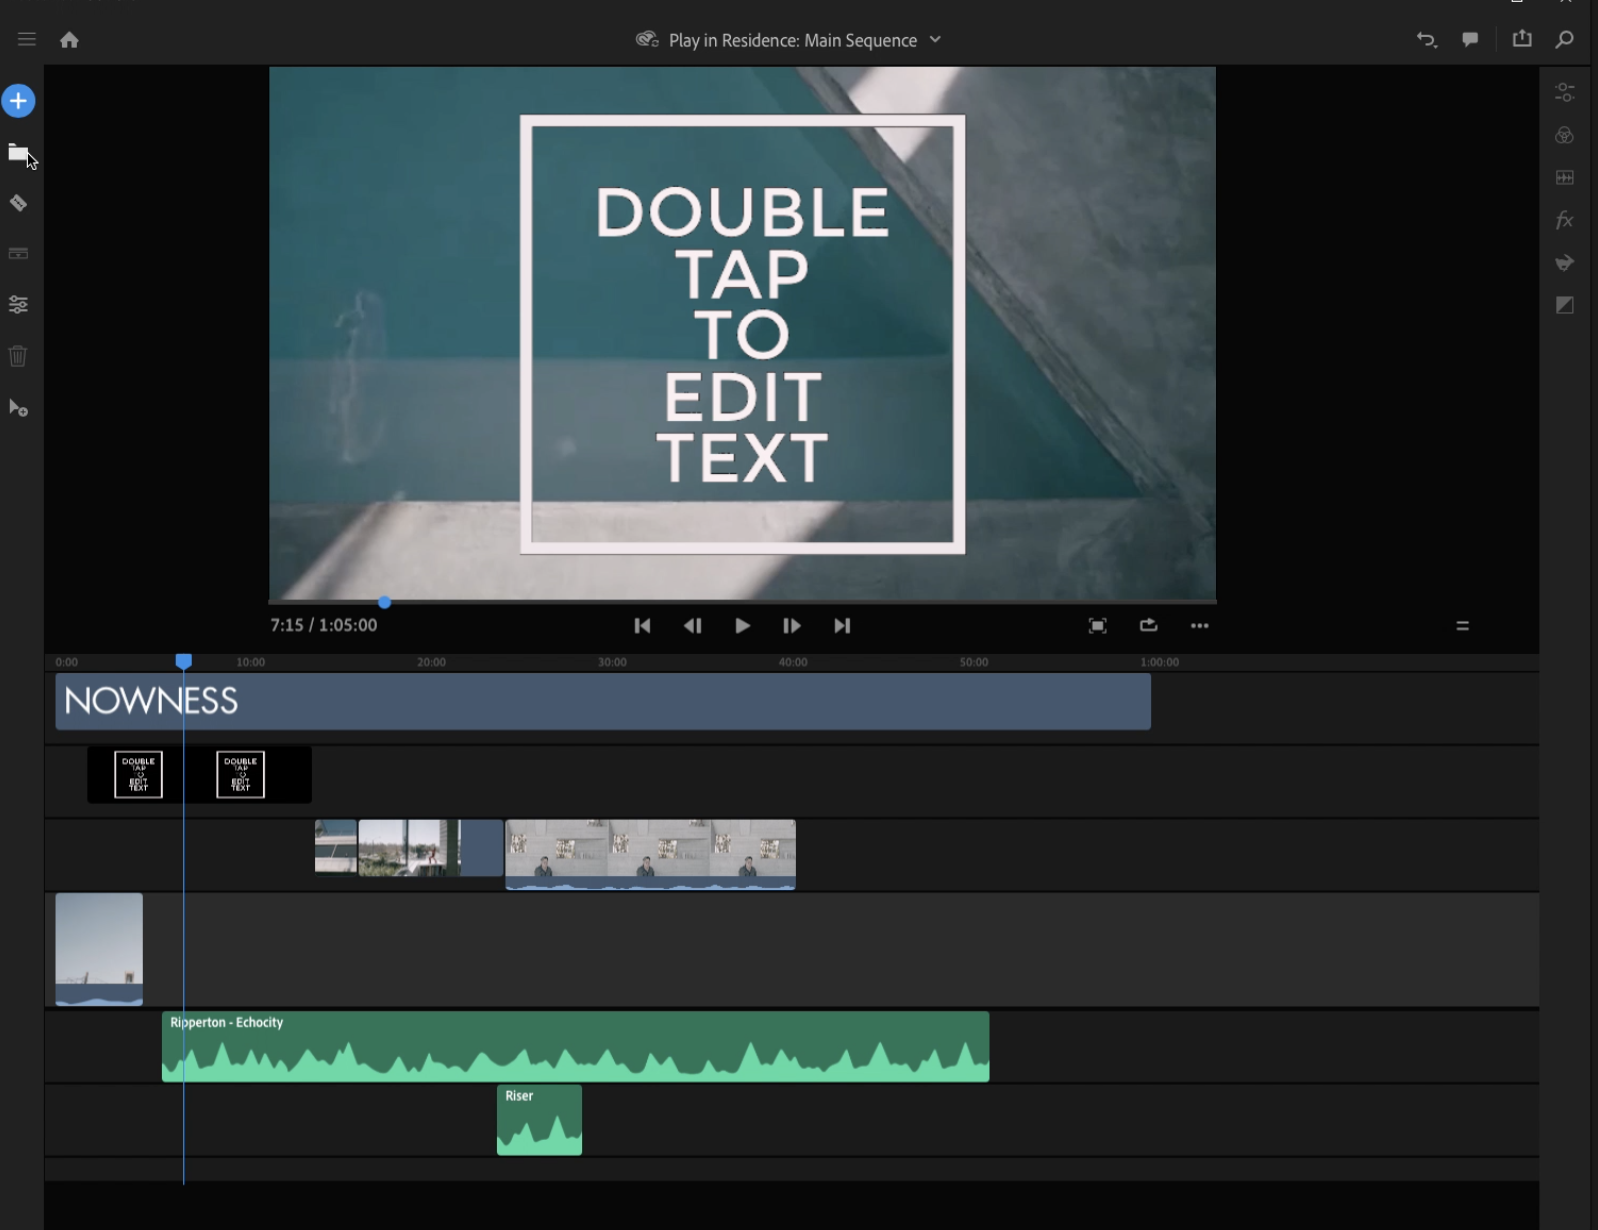 Play in Residence: Main Sequence
DOUBLE
TAP
TO
EDIT
TEXT
7:15 / 1:05:00
0:00 10:00 20:00 30:00 40:00 50:00 1:00:00
NOWNESS
DOUBLE
TAP
TO
EDIT
TEXT
DOUBLE
TAP
TO
EDIT
TEXT
Ripperton - Echocity
Riser
fx